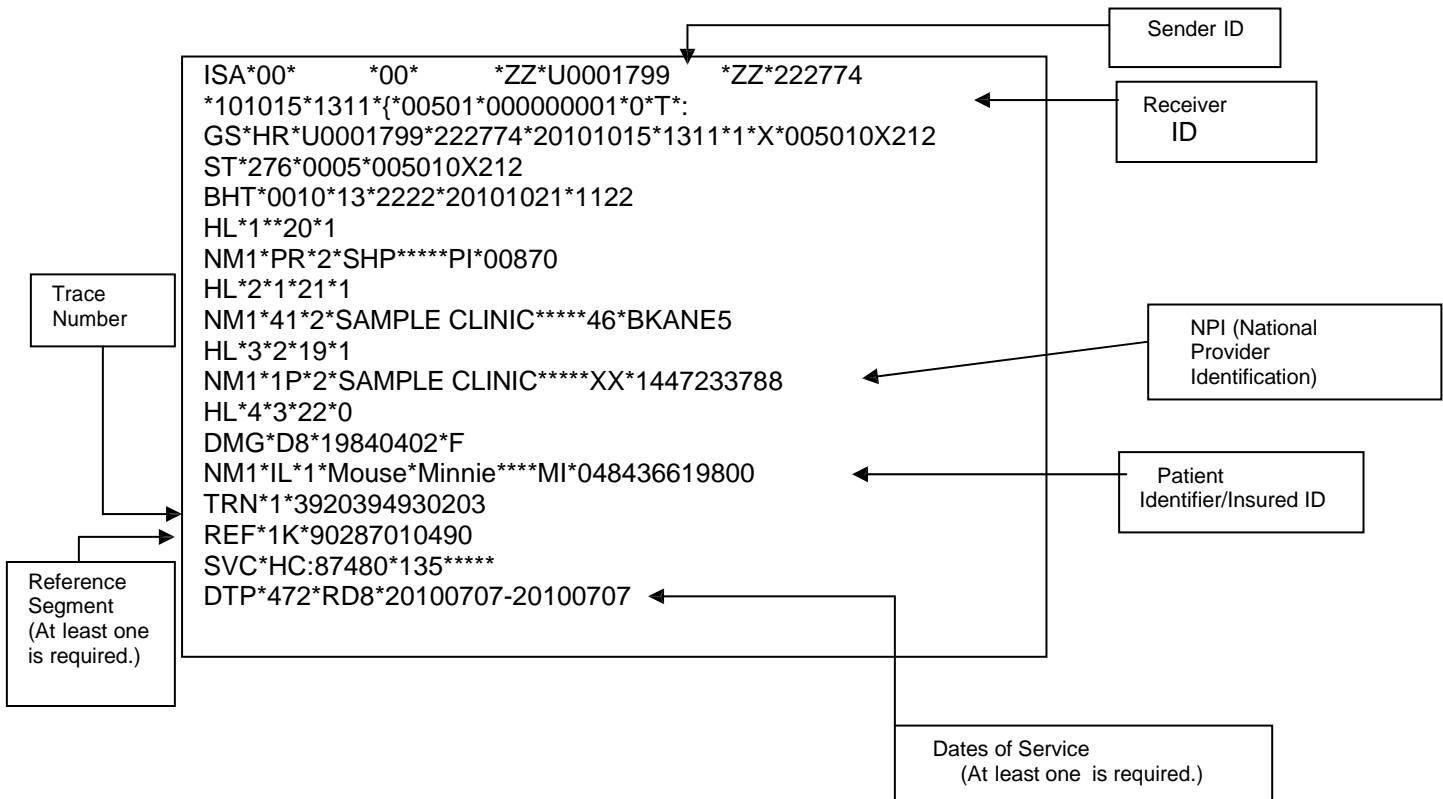 Sender ID
ISA*00* *00* *ZZ*U0001799 *ZZ*222774
*101015*1311*{*00501*000000001*0*T*:
GS*HR*U0001799*222774*20101015*1311*1*X*005010X212
ST*276*0005*005010X212
BHT*0010*13*2222*20101021*1122
HL*1**20*1
NM1*PR*2*SHP*****PI*00870
HL*2*1*21*1
NM1*41*2*SAMPLE CLINIC*****46*BKANE5
HL*3*2*19*1
NM1*1P*2*SAMPLE CLINIC*****XX*1447233788
HL*4*3*22*0
DMG*D8*19840402*F
NM1*IL*1*Mouse*Minnie****MI*048436619800
TRN*1*3920394930203
REF*1K*90287010490
SVC*HC:87480*135*****
DTP*472*RD8*20100707-20100707
Receiver
ID
Trace
Number
NPI (National
Provider
Identification)
Patient
Identifier/Insured ID
Reference
Segment
(At least one
is required.)
Dates of Service
(At least one is required.)